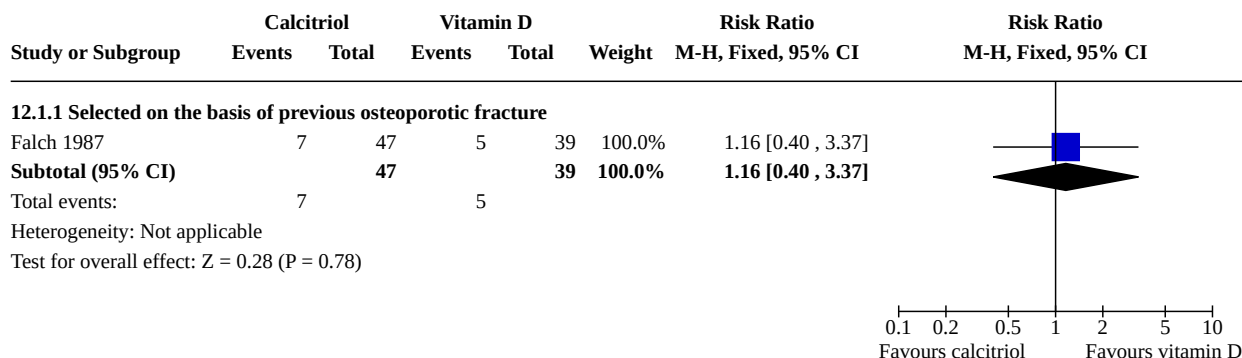 Calcitriol Vitamin D Risk Ratio Risk Ratio
Study or Subgroup Events Total Events Total Weight M-H, Fixed, 95% CI M-H, Fixed, 95% CI
12.1.1 Selected on the basis of previous osteoporotic fracture
Falch 1987 7 47 5 39 100.0% 1.16 [0.40 , 3.37]
Subtotal (95% CI) 47 39 100.0% 1.16 [0.40 , 3.37]
Total events: 7 5
Heterogeneity: Not applicable
Test for overall effect: Z = 0.28 (P = 0.78)
0.1 0.2 0.5 1 2 5 10
Favours calcitriol Favours vitamin D